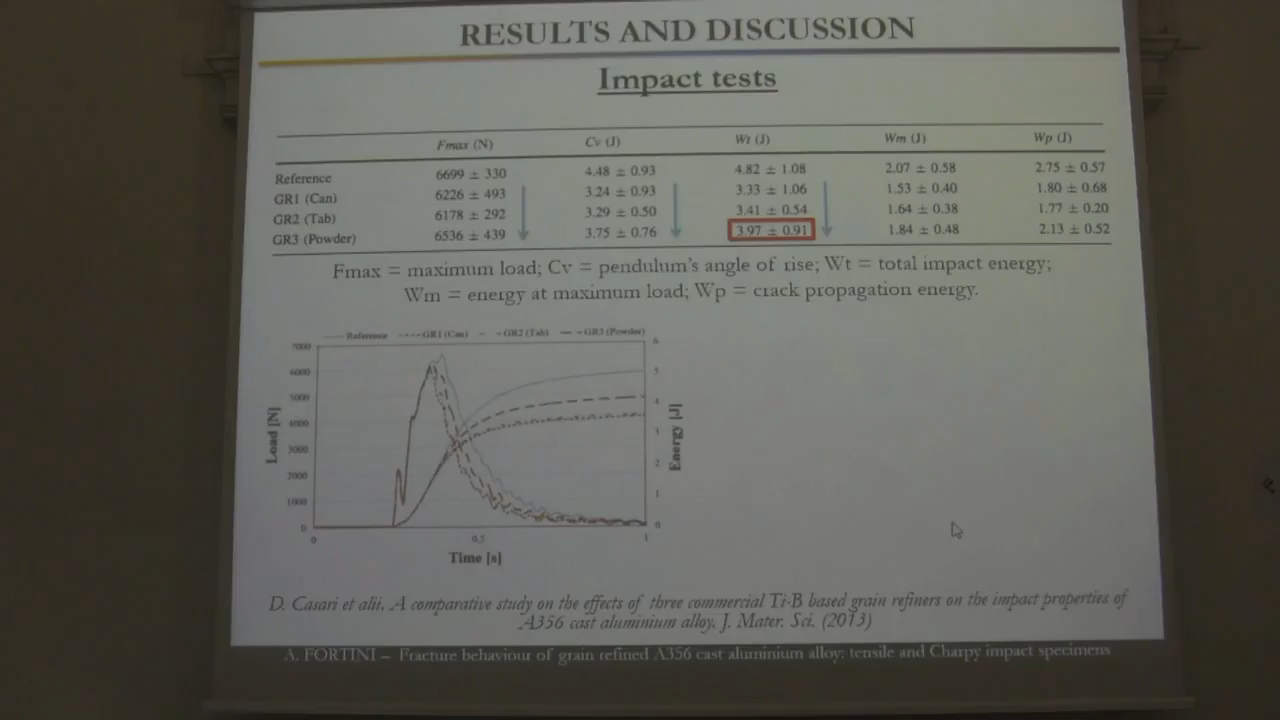 RESULTS AND DISCUSSION
Impact tests
Fmax (N) Cv (J) Wt (J) Wm (J) Wp (J)
Reference 6699 ± 330 4.48 ± 0.93 4.82 ± 1.08 2.07 ± 0.58 2.75 ± 0.57
GR1 (Can) 6226 ± 493 3.24 ± 0.93 3.33 ± 1.06 1.53 ± 0.40 1.80 ± 0.68
GR2 (Tab) 6178 ± 292 3.29 ± 0.50 3.41 ± 0.54 1.64 ± 0.38 1.77 ± 0.20
GR3 (Powder) 6536 ± 439 3.75 ± 0.76 3.97 ± 0.91 1.84 ± 0.48 2.13 ± 0.52
Fmax = maximum load; Cv = pendulum's angle of rise; Wt = total impact energy;
Wm = energy at maximum load; Wp = crack propagation energy.
Reference GR1 (Can) GR2 (Tab) GR3 (Powder)
7000 6
6000 5
5000 4
4000 3
3000 2
2000 1
1000 0
0
Load [N]
Energy [J]
0 0,5 1
Time [s]
D. Casari et alii. A comparative study on the effects of three commercial Ti-B based grain refiners on the impact properties of
A356 cast aluminium alloy. J. Mater. Sci. (2013)
A. FORTINI – Fracture behaviour of grain refined A356 cast aluminium alloy: tensile and Charpy impact specimens